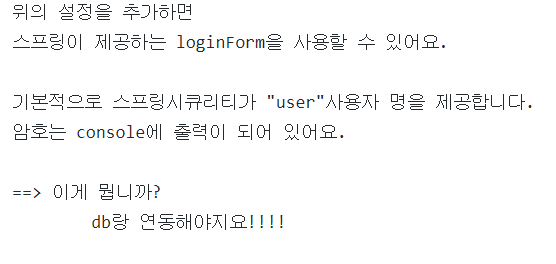 위의 설정을 추가하면
스프링이 제공하는 loginForm을 사용할 수 있어요.
기본적으로 스프링시큐리티가 "user"사용자 명을 제공합니다.
암호는 console에 출력이 되어 있어요.
==> 이게 뭡니까?
db랑 연동해야지요!!!!